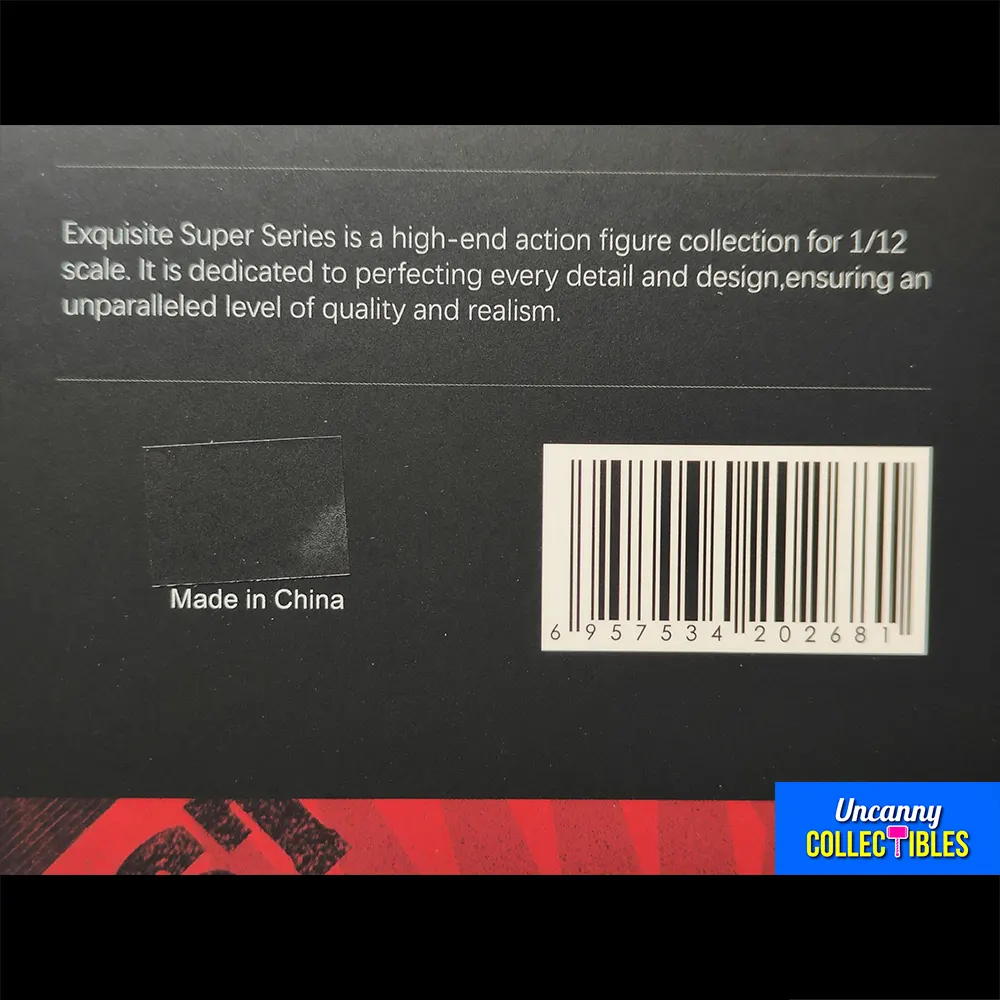 Exquisite Super Series is a high-end action figure collection for 1/12
scale. It is dedicated to perfecting every detail and design,ensuring an
unparalleled level of quality and realism.
Made in China
6 957534 202681
Uncanny
COLLECTIBLES